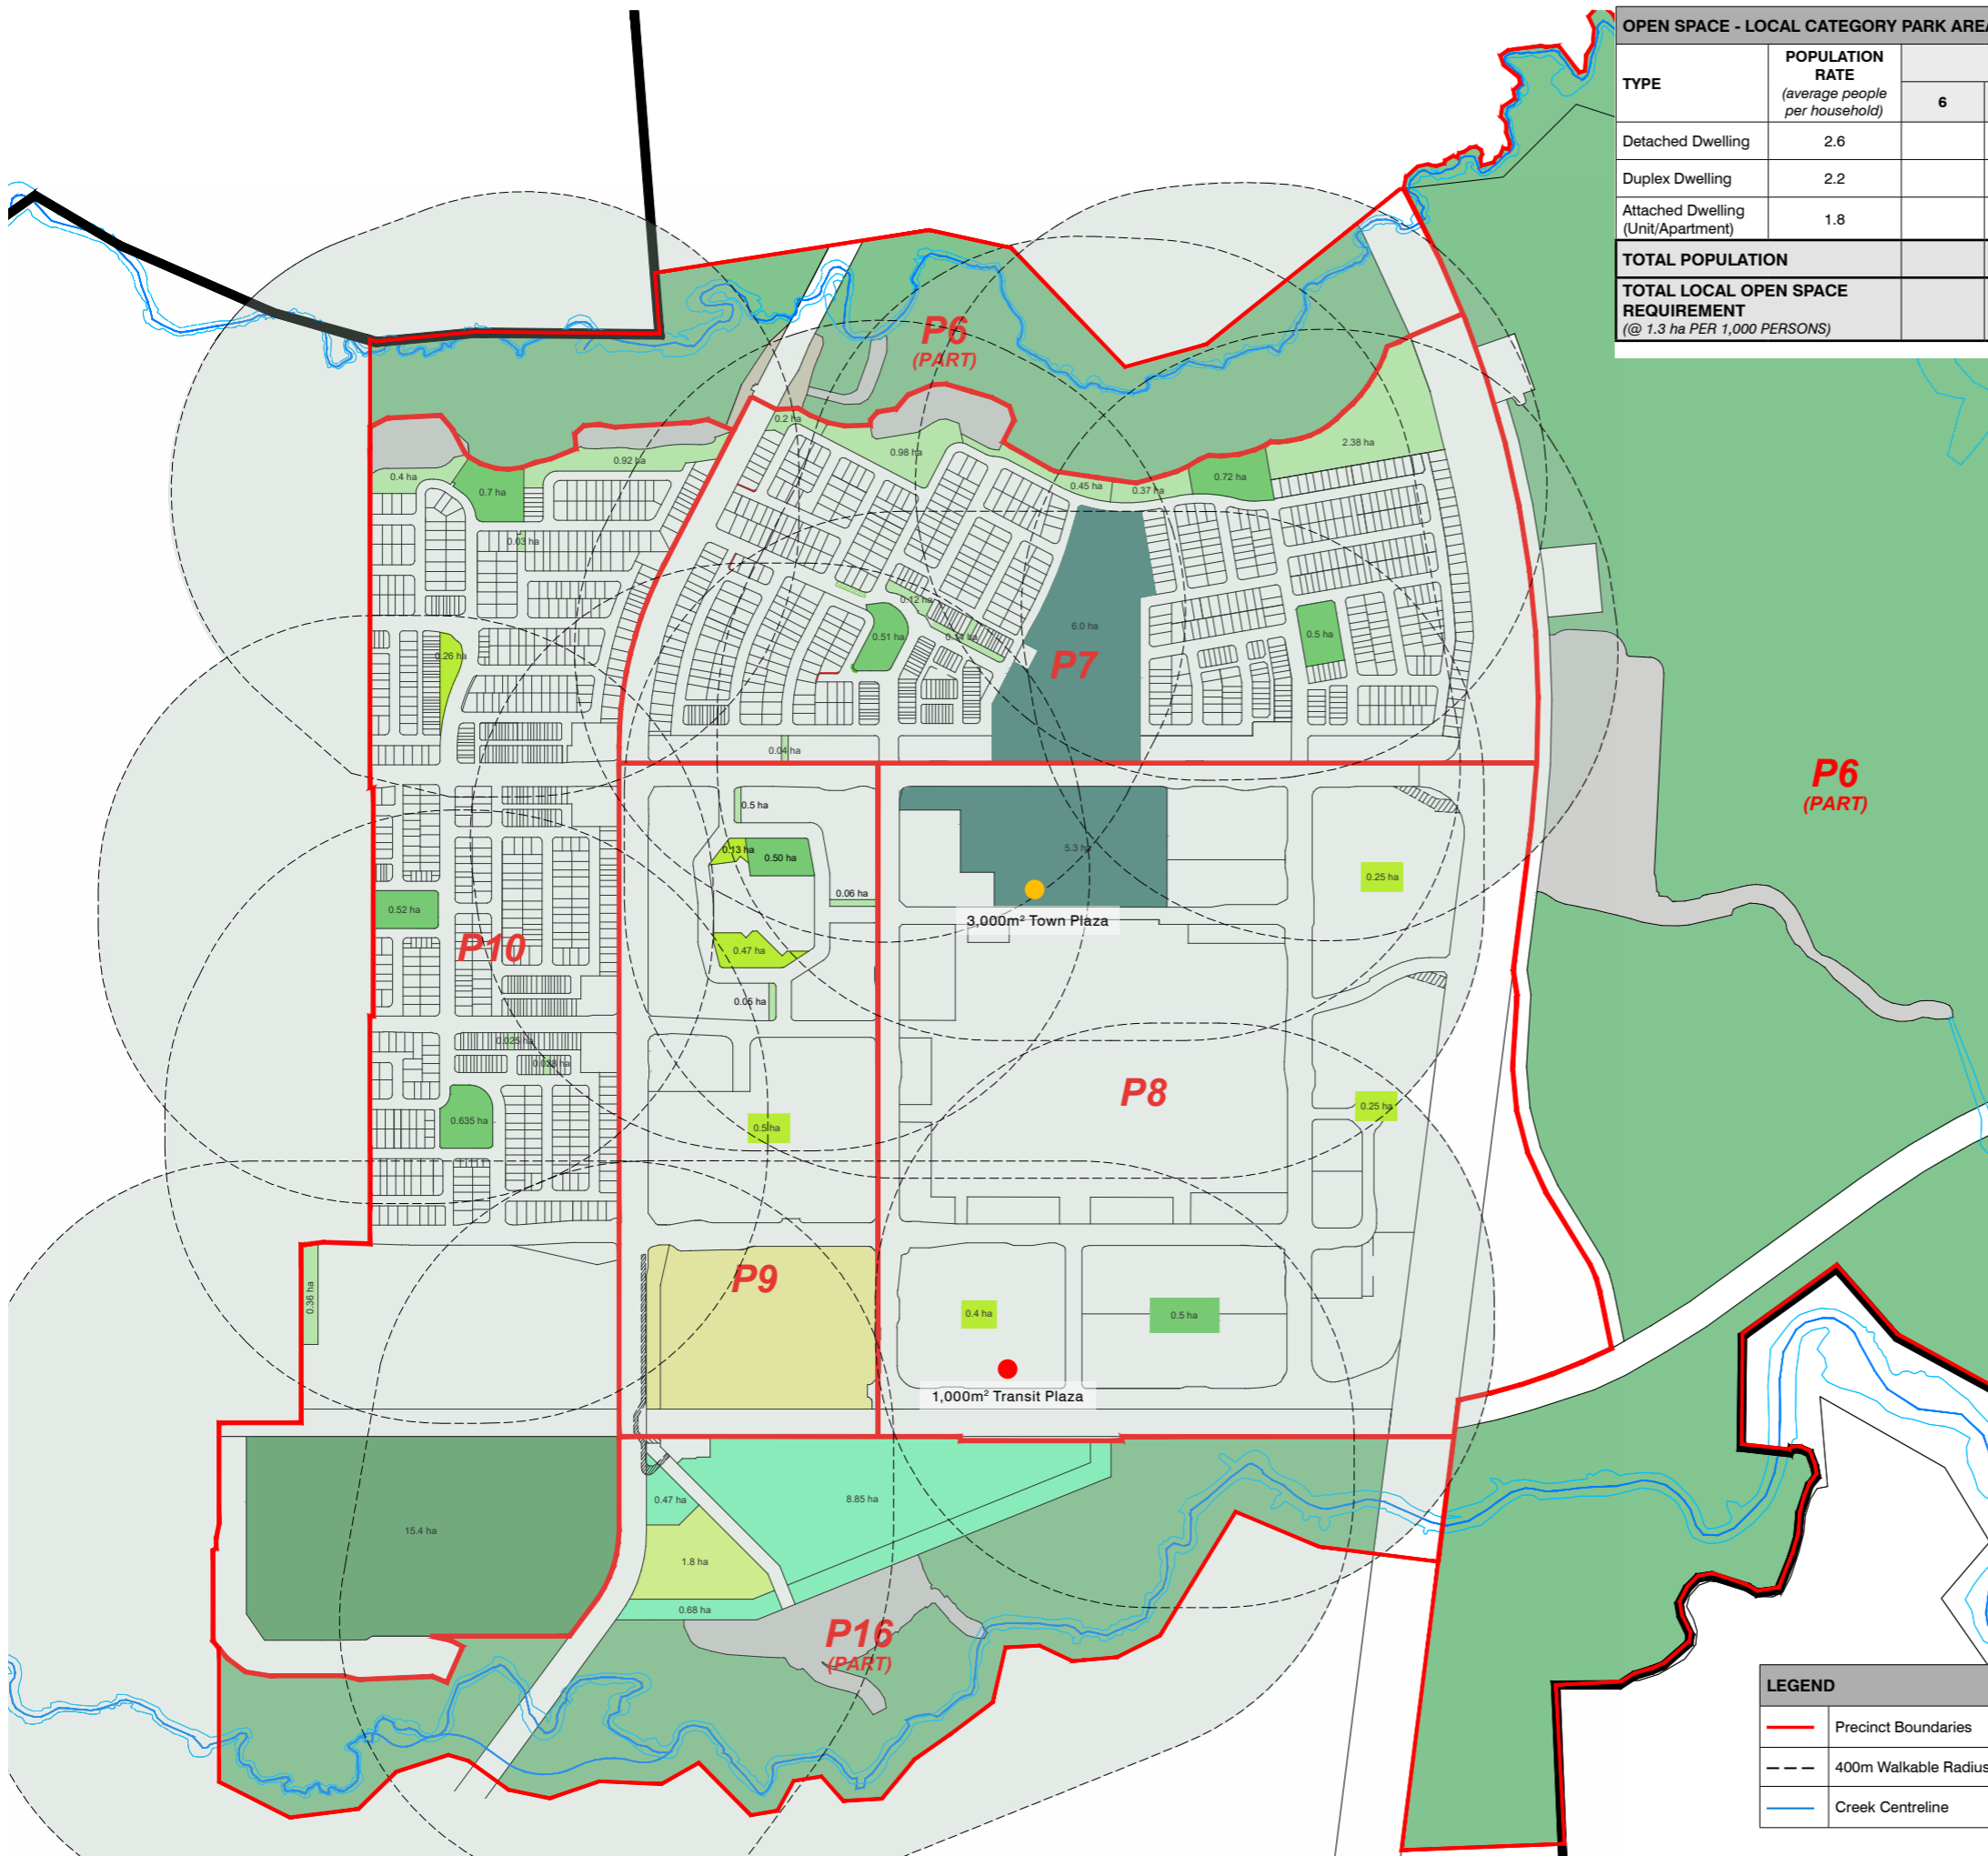 OPEN SPACE - LOCAL CATEGORY PARK AREA
TYPE
POPULATION
RATE
(average people
per household)
6
Detached Dwelling
2.6
Duplex Dwelling
2.2
Attached Dwelling
(Unit/Apartment)
1.8
TOTAL POPULATION
TOTAL LOCAL OPEN SPACE
REQUIREMENT
(@ 1.3 ha PER 1,000 PERSONS)
P6
(PART)
0.2 ha
0.98 ha
2.38 ha
0.92 ha
0.4 ha
0.7 ha
0.45 ha
0.37 ha
0.72 ha
0.03 ha
0.12 ha
0.51 ha
6.0 ha
0.5 ha
0.26 ha
P7
0.04 ha
P6
(PART)
0.5 ha
0.13 ha
0.50 ha
5.3 h
0.25 ha
0.06 ha
0.52 ha
3,000m² Town Plaza
P10
0.47 ha
0.05 ha
0.025 ha
0.028 ha
P8
0.25 ha
0.635 ha
0.5 ha
P9
0.36 ha
0.4 ha
0.5 ha
1,000m² Transit Plaza
0.47 ha
8.85 ha
15.4 ha
1.8 ha
0.68 ha
P16
(PART)
LEGEND
Precinct Boundaries
400m Walkable Radius
Creek Centreline